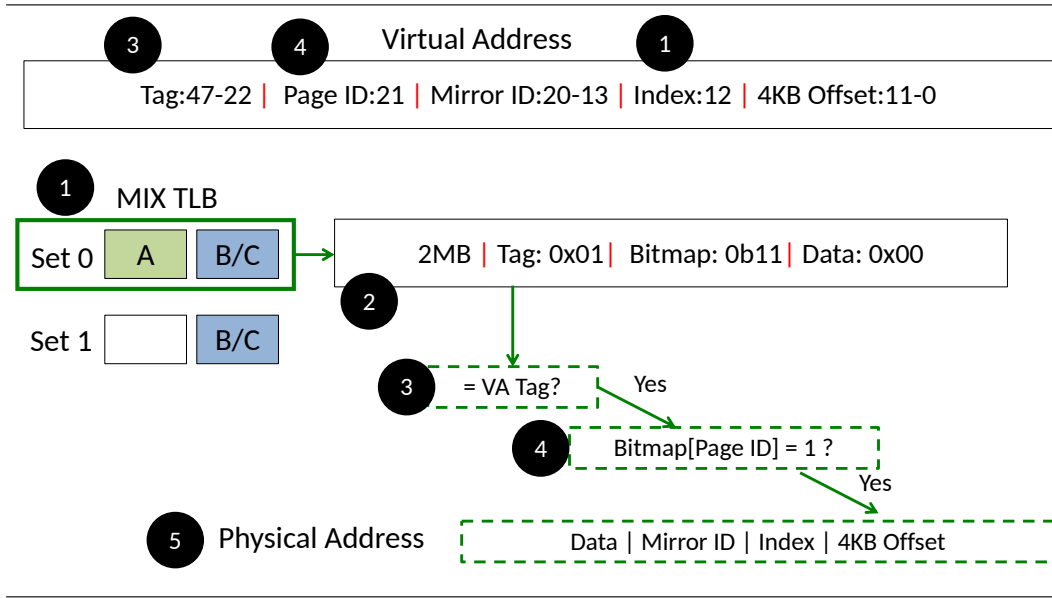 3
4
Virtual Address
1
Tag:47-22 | Page ID:21 | Mirror ID:20-13 | Index:12 | 4KB Offset:11-0
1
MIX TLB
Set 0 A B/C
2MB | Tag: 0x01| Bitmap: 0b11| Data: 0x00
2
Set 1 B/C
3
= VA Tag?
Yes
4
Bitmap[Page ID] = 1 ?
Yes
5
Physical Address
Data | Mirror ID | Index | 4KB Offset